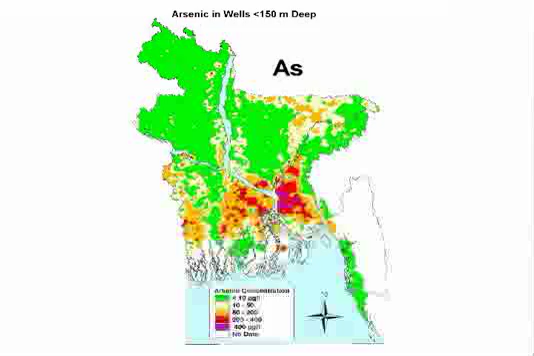 Arsenic in Wells <150 m Deep
As
Arsenic Concentration
< 10 µg/l
10 - 50
50 - 200
200 - 400
400 µg/l
No Data